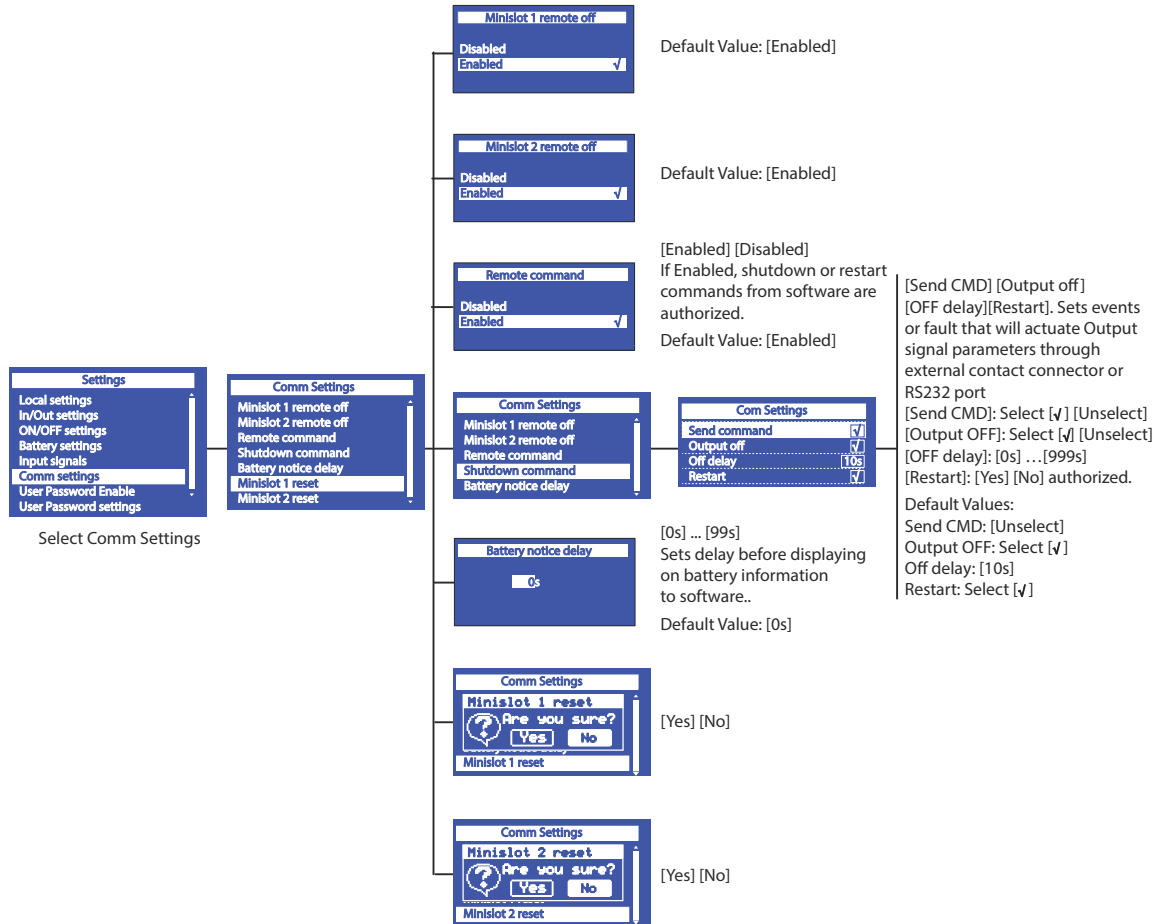 Settings
Local settings
In/Out settings
ON/OFF settings
Battery settings
Input signals
Comm settings
User Password Enable
User Password settings
Select Comm Settings
Comm Settings
Minislot 1 remote off
Minislot 2 remote off
Remote command
Shutdown command
Battery notice delay
Minislot 1 reset
Minislot 2 reset
Minislot 1 remote off
Disabled
Enabled √
Default Value: [Enabled]
Minislot 2 remote off
Disabled
Enabled √
Default Value: [Enabled]
Remote command
Disabled
Enabled √
[Enabled] [Disabled]
If Enabled, shutdown or restart
commands from software are
authorized.
Default Value: [Enabled]
Comm Settings
Minislot 1 remote off
Minislot 2 remote off
Remote command
Shutdown command
Battery notice delay
Com Settings
Send command √
Output off √
Off delay 10s
Restart √
[Send CMD] [Output off]
[OFF delay][Restart]. Sets events
or fault that will actuate Output
signal parameters through
external contact connector or
RS232 port
[Send CMD]: Select [√] [Unselect]
[Output OFF]: Select [√] [Unselect]
[OFF delay]: [0s] …[999s]
[Restart]: [Yes] [No] authorized.
Default Values:
Send CMD: [Unselect]
Output OFF: Select [√]
Off delay: [10s]
Restart: Select [√]
Battery notice delay
0s
[0s] ... [99s]
Sets delay before displaying
on battery information
to software..
Default Value: [0s]
Comm Settings
Minislot 1 reset
Are you sure?
Yes No
Minislot 1 reset
[Yes] [No]
Comm Settings
Minislot 2 reset
Are you sure?
Yes No
Minislot 2 reset
[Yes] [No]